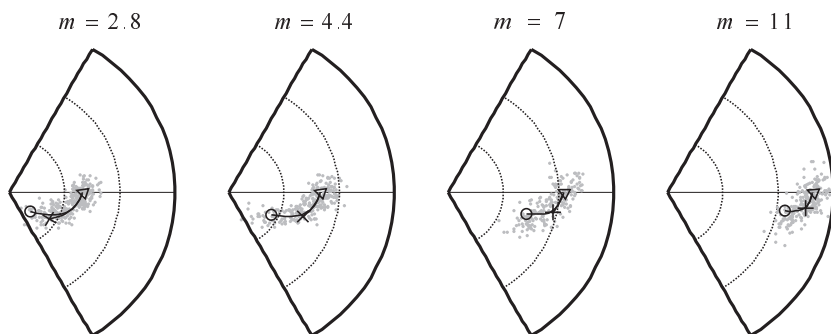 m = 2.8
m = 4.4
m = 7
m = 11